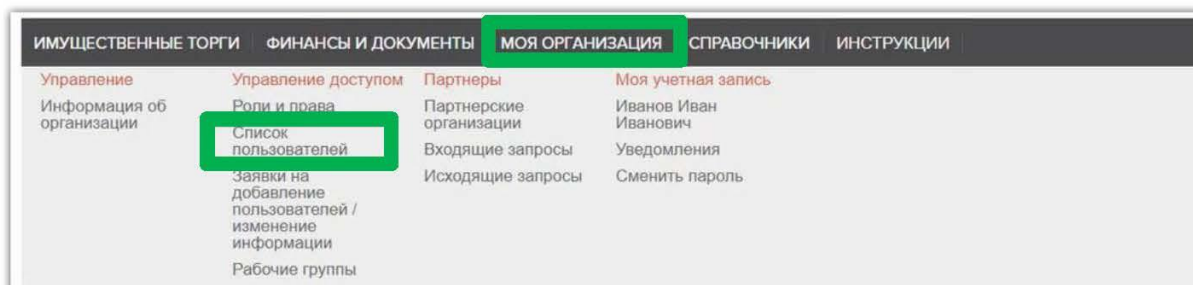 ИМУЩЕСТВЕННЫЕ ТОРГИ ФИНАНСЫ И ДОКУМЕНТЫ МОЯ ОРГАНИЗАЦИЯ СПРАВОЧНИКИ ИНСТРУКЦИИ
Управление
Информация об
организации
Управление доступом
Роли и права
Список
пользователей
Заявки на
добавление
пользователей /
изменение
информации
Рабочие группы
Партнеры
Партнерские
организации
Входящие запросы
Исходящие запросы
Моя учетная запись
Иванов Иван
Иванович
Уведомления
Сменить пароль